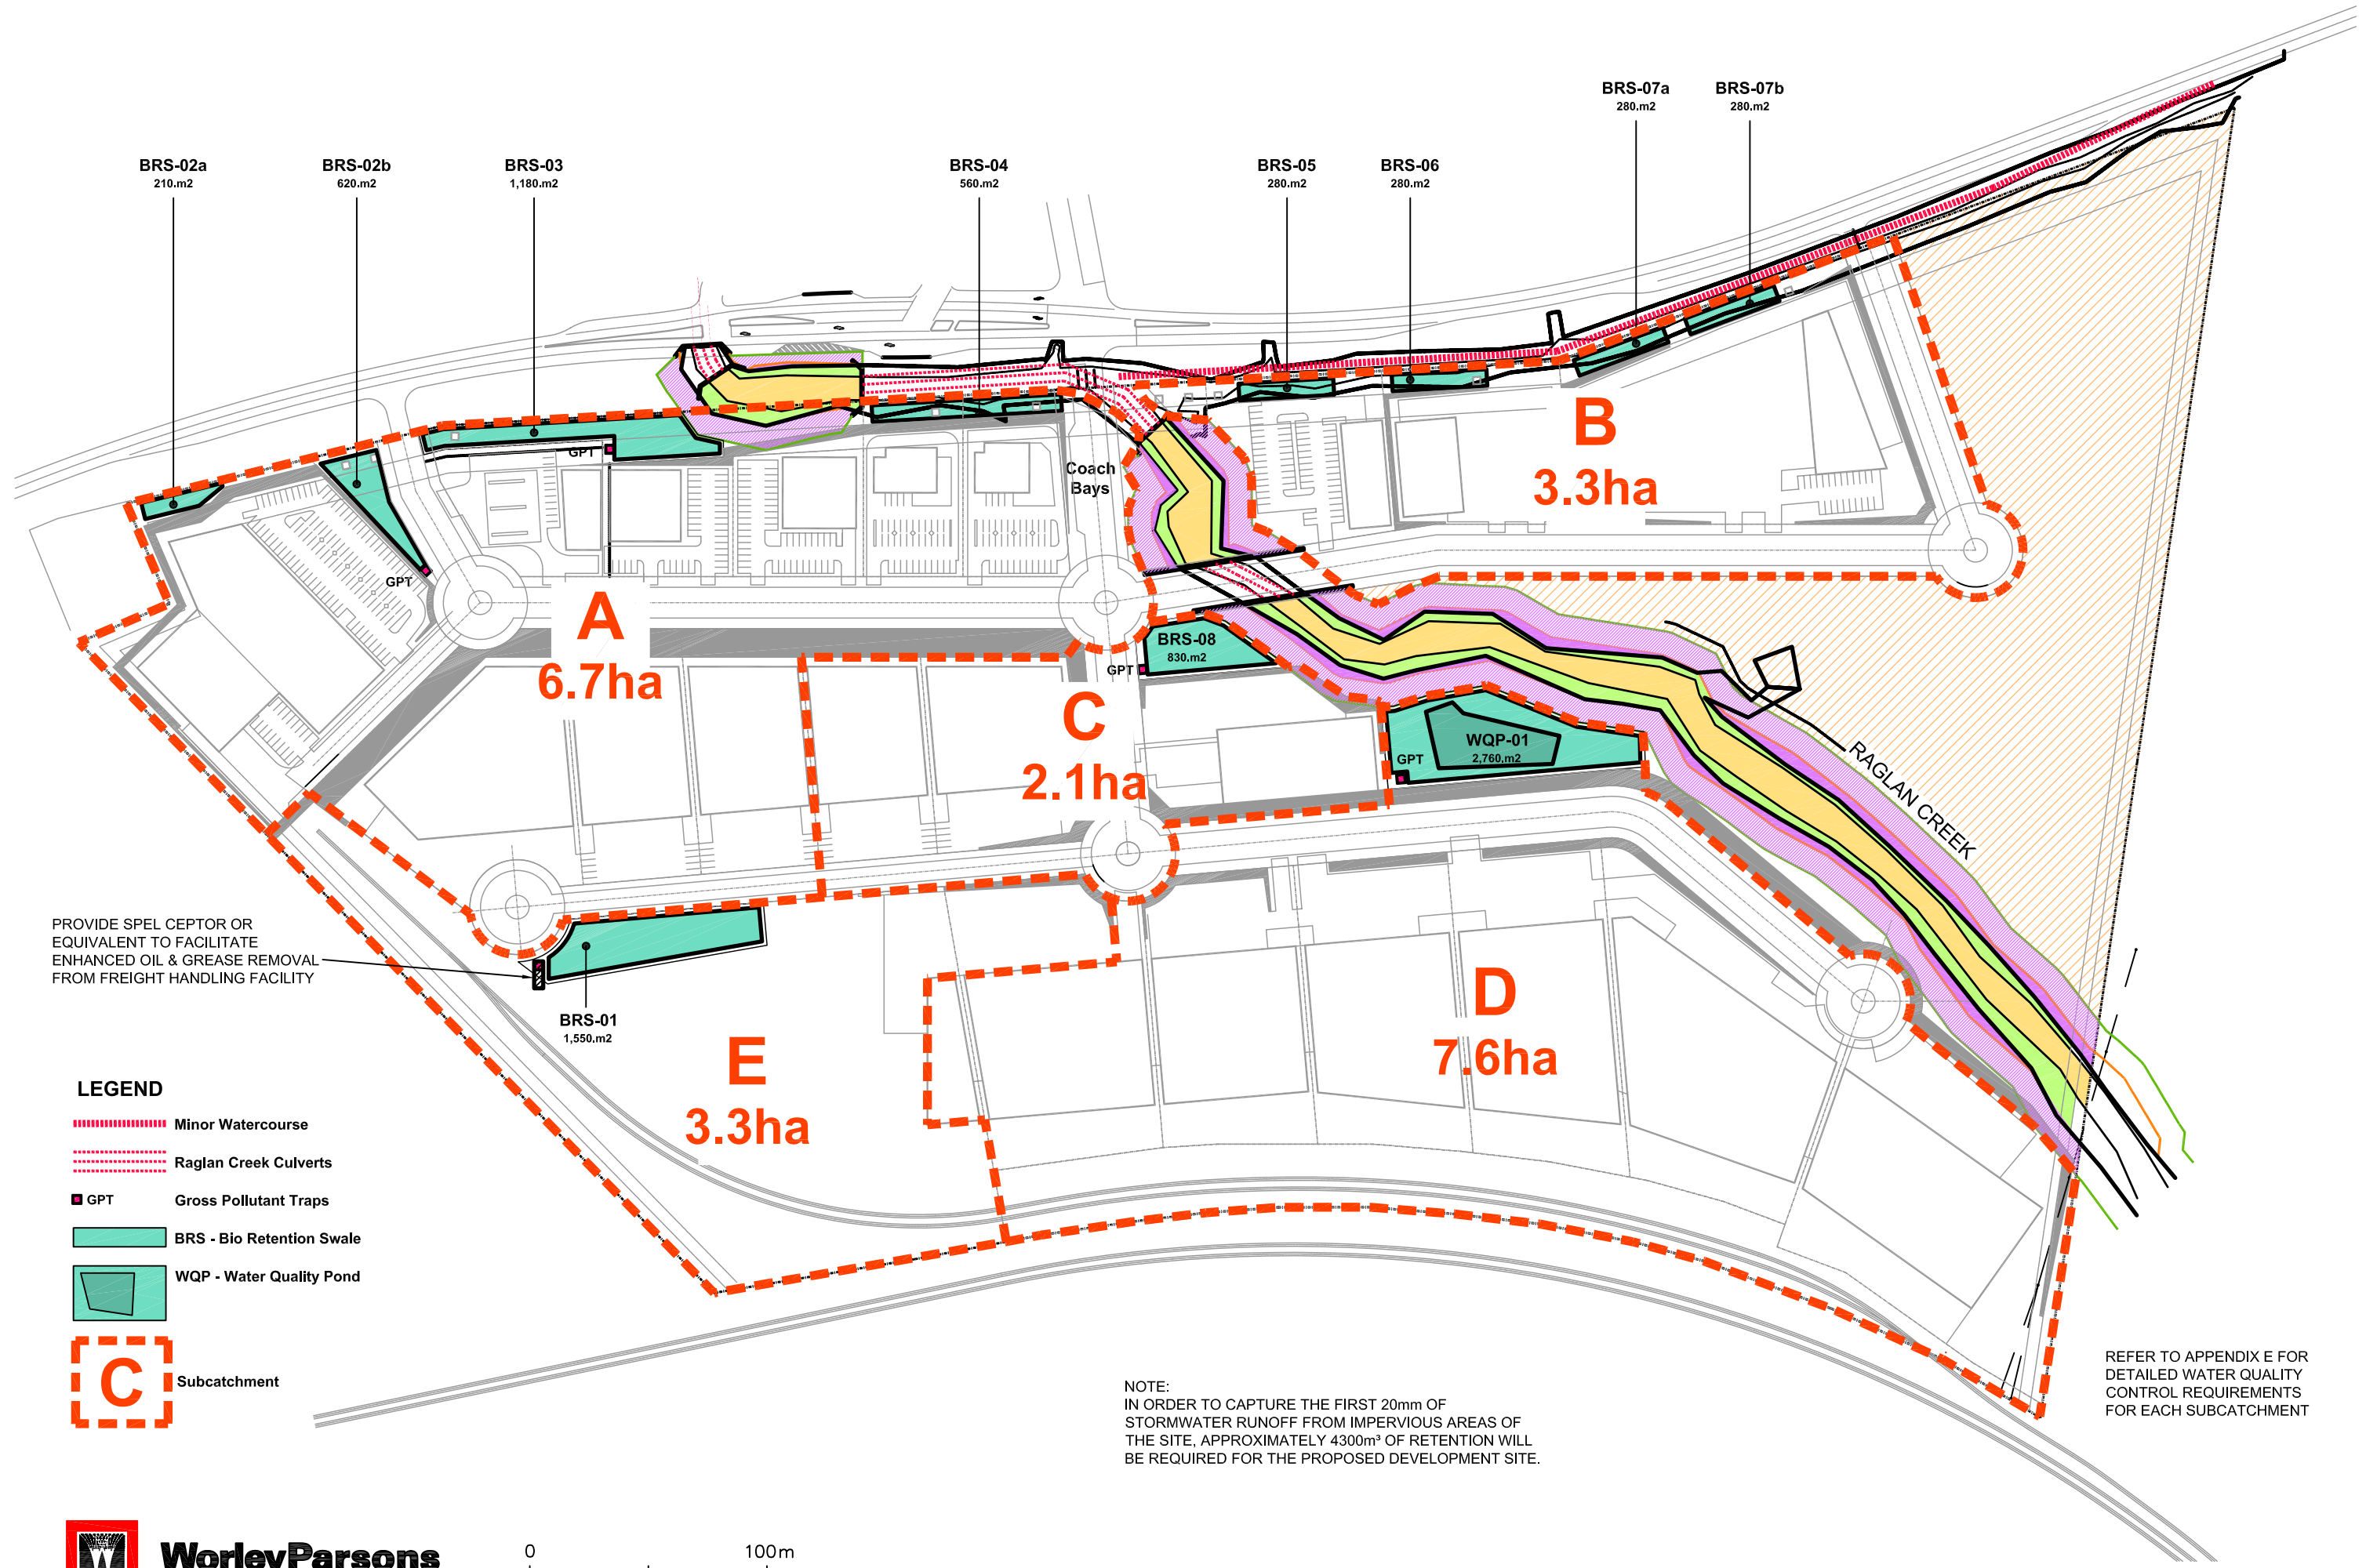 BRS-07a
280.m2
BRS-07b
280.m2
BRS-02a
210.m2
BRS-02b
620.m2
BRS-03
1,180.m2
BRS-04
560.m2
BRS-05
280.m2
BRS-06
280.m2
B
3.3ha
GPT
Coach
Bays
GPT
A
6.7ha
BRS-08
830.m2
GPT
C
2.1ha
WQP-01
2,760.m2
GPT
RAGLAN CREEK
PROVIDE SPEL CEPTOR OR
EQUIVALENT TO FACILITATE
ENHANCED OIL & GREASE REMOVAL
FROM FREIGHT HANDLING FACILITY
BRS-01
1,550.m2
D
7.6ha
E
3.3ha
LEGEND
Minor Watercourse
Raglan Creek Culverts
GPT Gross Pollutant Traps
BRS - Bio Retention Swale
WQP - Water Quality Pond
C Subcatchment
NOTE:
IN ORDER TO CAPTURE THE FIRST 20mm OF
STORMWATER RUNOFF FROM IMPERVIOUS AREAS OF
THE SITE, APPROXIMATELY 4300m³ OF RETENTION WILL
BE REQUIRED FOR THE PROPOSED DEVELOPMENT SITE.
REFER TO APPENDIX E FOR
DETAILED WATER QUALITY
CONTROL REQUIREMENTS
FOR EACH SUBCATCHMENT
WorleyParsons
0 100m